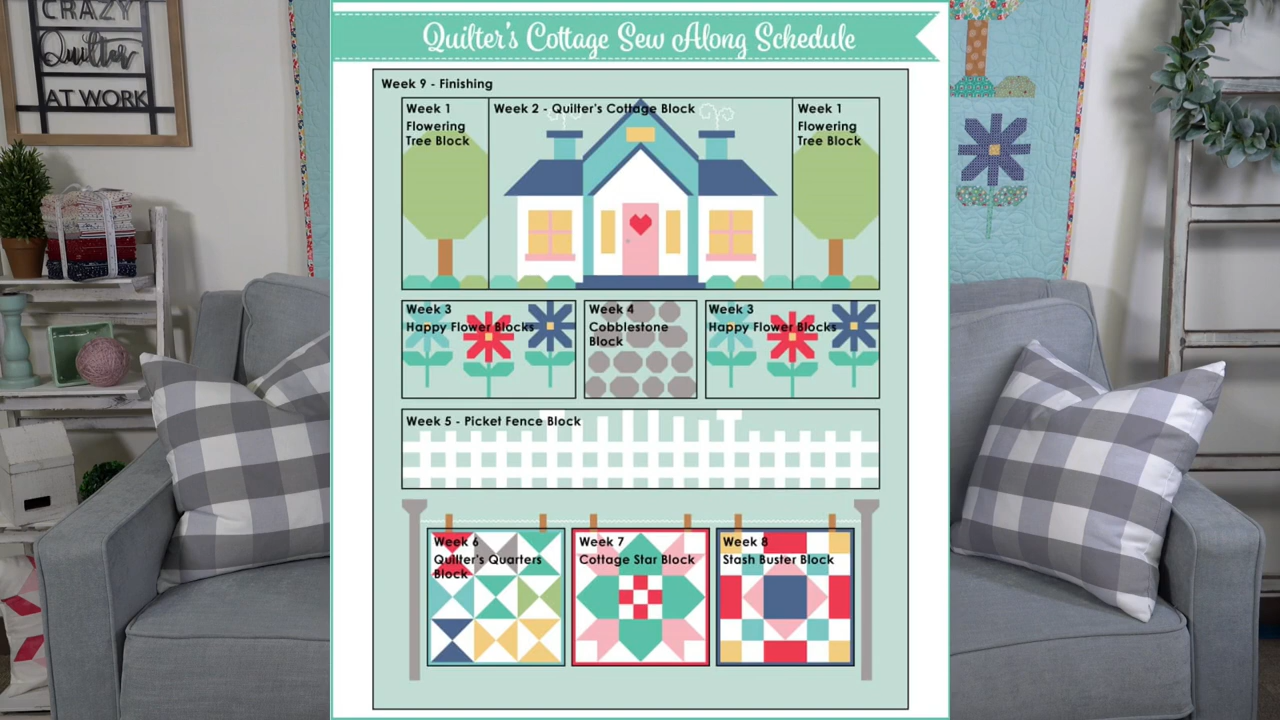 CRAZY
Quilter
AT WORK
Quilter's Cottage Sew Along Schedule
Week 9 - Finishing
Week 1
Flowering
Tree Block
Week 2 - Quilter's Cottage Block
Week 1
Flowering
Tree Block
Week 3
Happy Flower Blocks
Week 4
Cobblestone
Block
Week 3
Happy Flower Blocks
Week 5 - Picket Fence Block
Week 6
Quilter's Quarters
Block
Week 7
Cottage Star Block
Week 8
Stash Buster Block